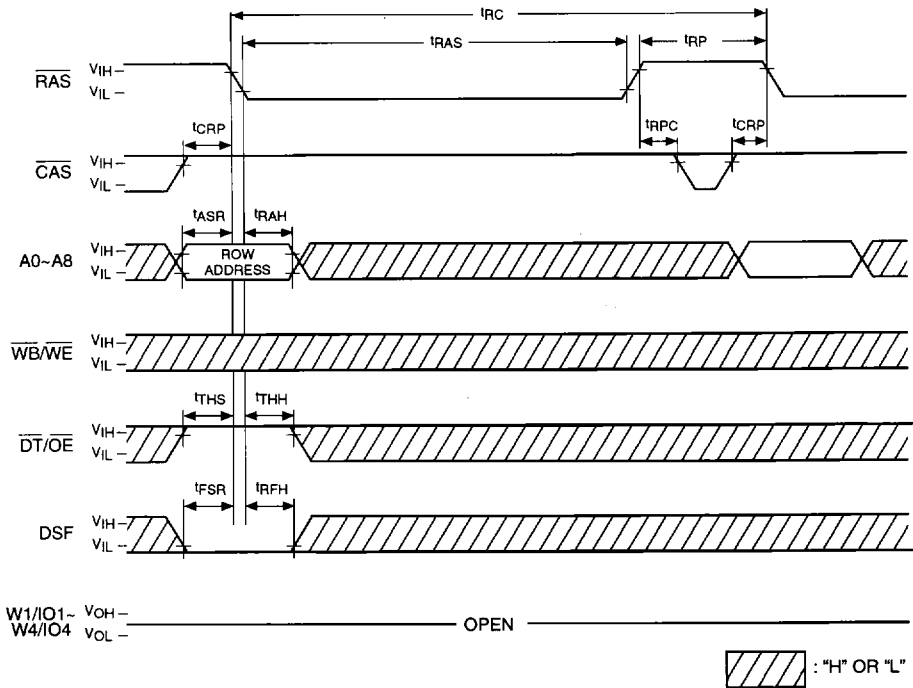 tRC
tRAS
tRP
RAS
VIH
VIL
tCRP
tRPC
tCRP
CAS
VIH
VIL
tASR
tRAH
A0~A8
VIH
VIL
ROW
ADDRESS
WB/WE
VIH
VIL
tTHS
tTHH
DT/OE
VIH
VIL
tFSR
tRFH
DSF
VIH
VIL
W1/IO1~
W4/IO4
VOH
VOL
OPEN
: "H" OR "L"